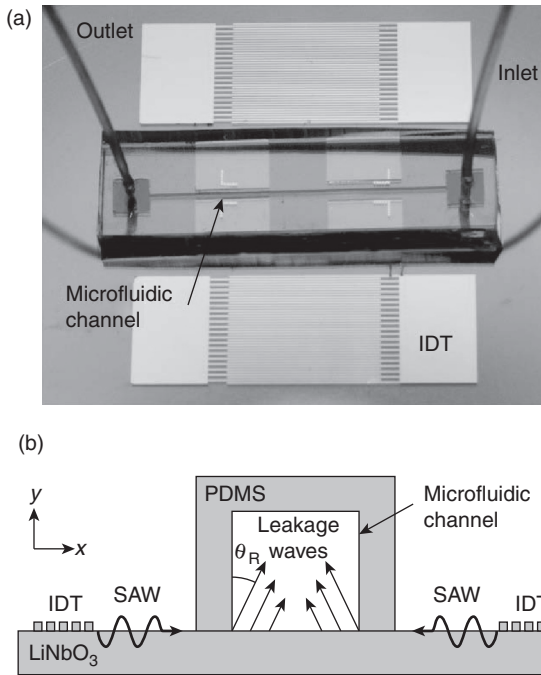 (a)
Outlet
Inlet
Microfluidic
channel
IDT
(b)
y
x
PDMS
Microfluidic
channel
Leakage
waves
θR
IDT
SAW
SAW
IDT
LiNbO3